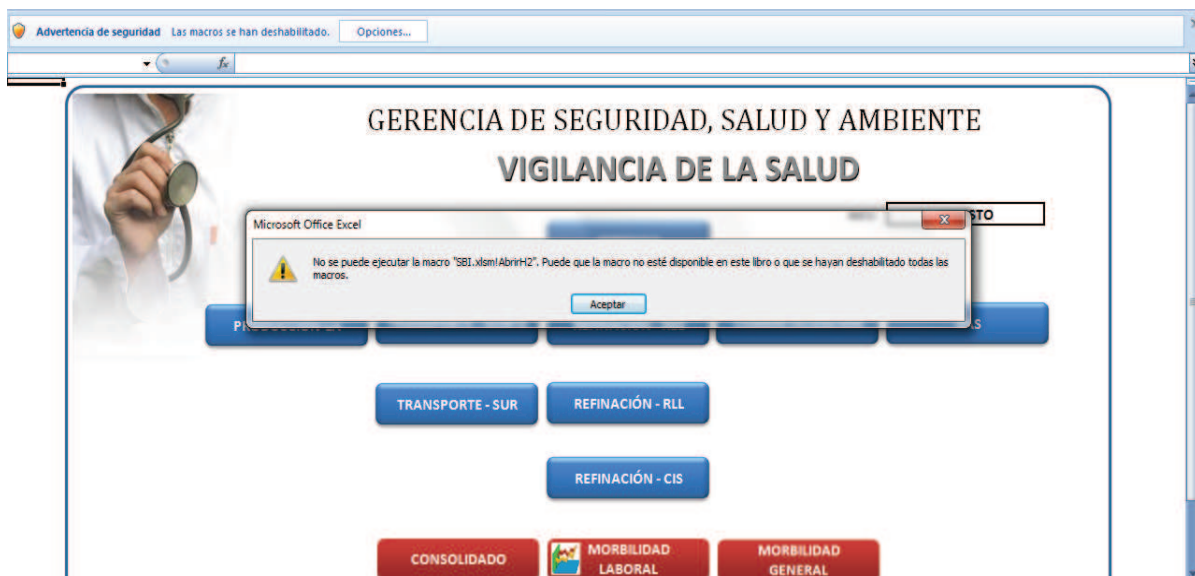 Advertencia de seguridad Las macros se han deshabilitado. Opciones...
fx
GERENCIA DE SEGURIDAD, SALUD Y AMBIENTE
VIGILANCIA DE LA SALUD
STO
Microsoft Office Excel
No se puede ejecutar la macro "SBI.xlsm!AbrirH2". Puede que la macro no esté disponible en este libro o que se hayan deshabilitado todas las
macros.
Aceptar
TRANSPORTE - SUR REFINACIÓN - RLL
REFINACIÓN - CIS
CONSOLIDADO MORBILIDAD LABORAL MORBILIDAD GENERAL